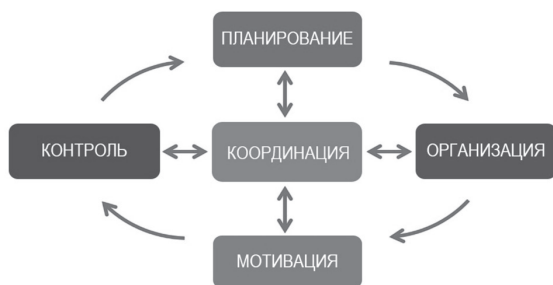 ПЛАНИРОВАНИЕ
КОНТРОЛЬ
КООРДИНАЦИЯ
ОРГАНИЗАЦИЯ
МОТИВАЦИЯ